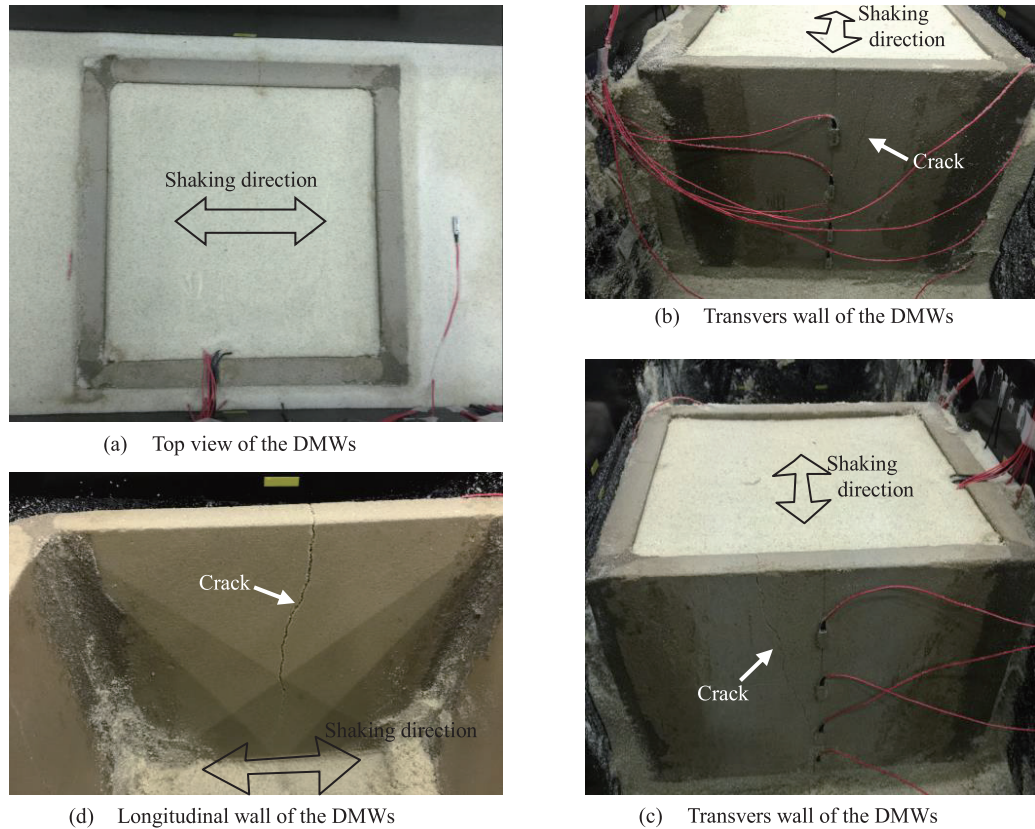 Shaking direction
(a) Top view of the DMWs
Shaking
direction
Crack
(b) Transvers wall of the DMWs
Crack
Shaking direction
(d) Longitudinal wall of the DMWs
Shaking
direction
Crack
(c) Transvers wall of the DMWs